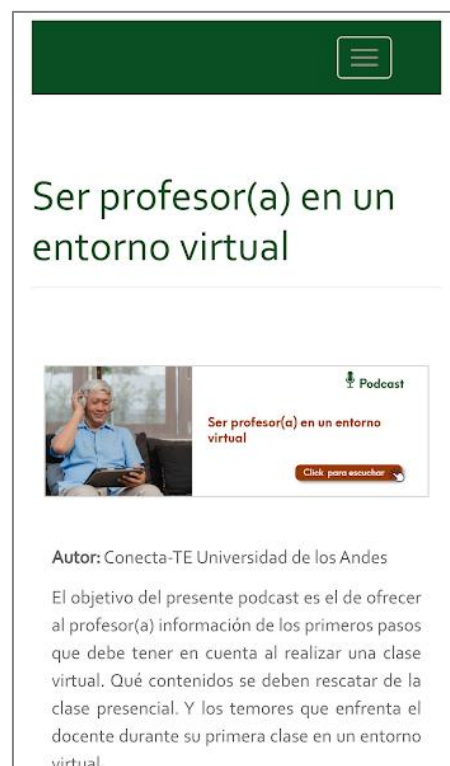 Ser profesor(a) en un
entorno virtual
Podcast
Ser profesor(a) en un entorno
virtual
Click para escuchar
Autor: Conecta-TE Universidad de los Andes
El objetivo del presente podcast es el de ofrecer
al profesor(a) información de los primeros pasos
que debe tener en cuenta al realizar una clase
virtual. Qué contenidos se deben rescatar de la
clase presencial. Y los temores que enfrenta el
docente durante su primera clase en un entorno
virtual